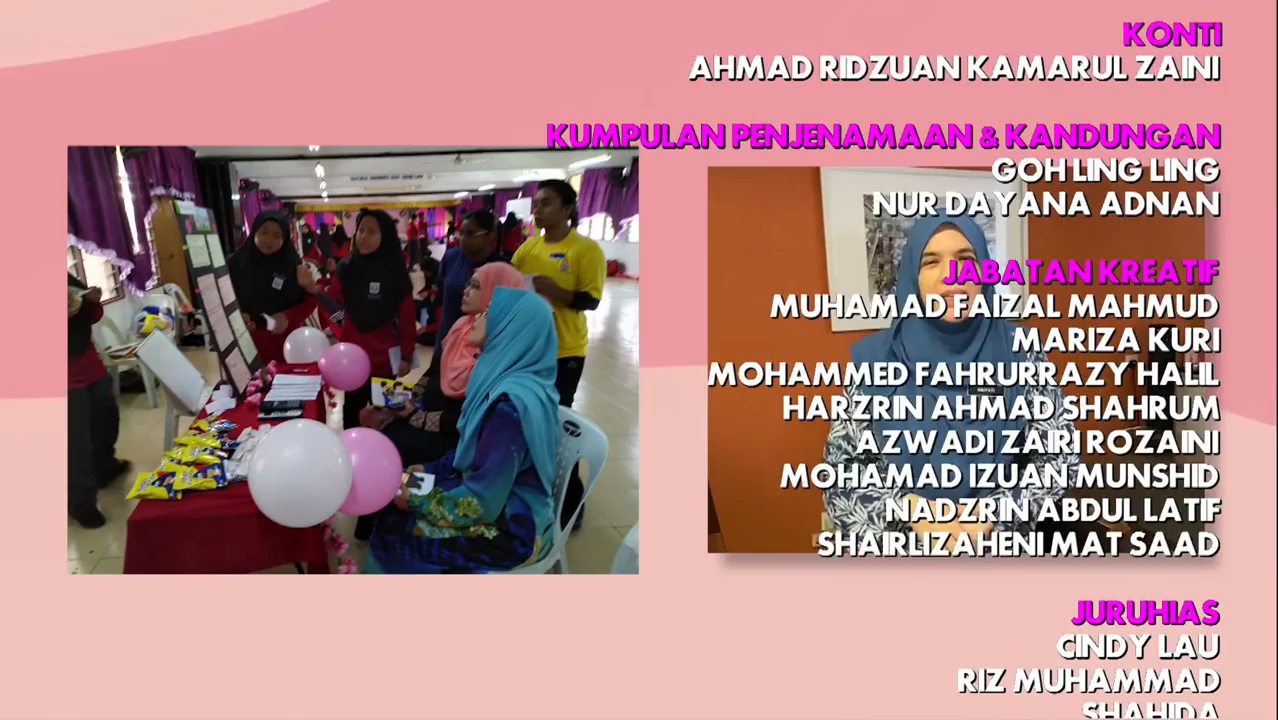 KONTI
AHMAD RIDZUAN KAMARUL ZAINI
KUMPULAN PENJENAMAAN & KANDUNGAN
GOH LING LING
NUR DAYANA ADNAN
JABATAN KREATIF
MUHAMAD FAIZAL MAHMUD
MARIZA KURI
MOHAMMED FAHRURRAZY HALIL
HARZRIN AHMAD SHAHRUM
AZWADI ZAIRI ROZAINI
MOHAMAD IZUAN MUNSHID
NADZRIN ABDUL LATIF
SHAIRLIZAHENI MAT SAAD
JURUHIAS
CINDY LAU
RIZ MUHAMMAD
SHAHIDA